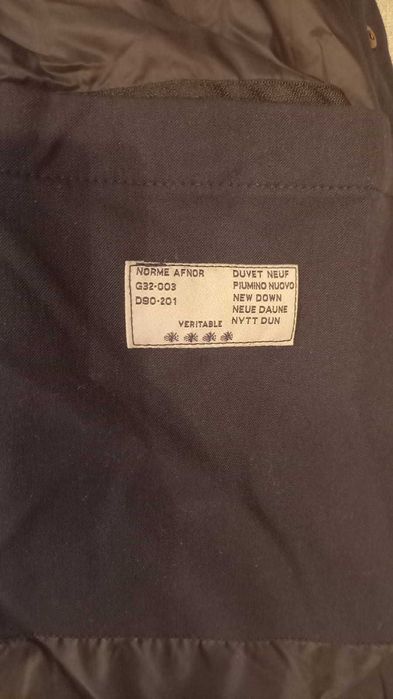 NORME AFNOR
G32-003
D90-201
DUVET NEUF
PIUMINO NUOVO
NEW DOWN
NEUE DAUNE
VERITABLE NYTT DUN